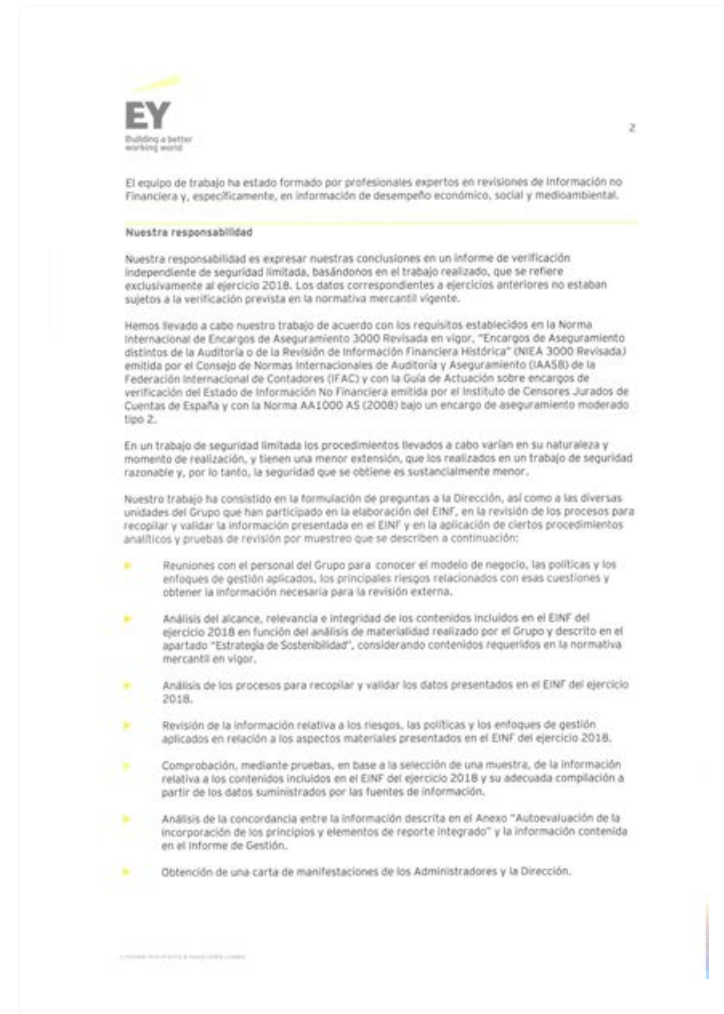 EY
Building a better
working world
2
El equipo de trabajo ha estado formado por profesionales expertos en revisiones de Información no
Financiera y, específicamente, en información de desempeño económico, social y medioambiental.
Nuestra responsabilidad
Nuestra responsabilidad es expresar nuestras conclusiones en un informe de verificación
independiente de seguridad limitada, basándonos en el trabajo realizado, que se refiere
exclusivamente al ejercicio 2018. Los datos correspondientes a ejercicios anteriores no estaban
sujetos a la verificación prevista en la normativa mercantil vigente.
Hemos llevado a cabo nuestro trabajo de acuerdo con los requisitos establecidos en la Norma
Internacional de Encargos de Aseguramiento 3000 Revisada en vigor, "Encargos de Aseguramiento
distintos de la Auditoría o de la Revisión de Información Financiera Histórica" (NIEA 3000 Revisada)
emitida por el Consejo de Normas Internacionales de Auditoría y Aseguramiento (IAASB) de la
Federación Internacional de Contadores (IFAC) y con la Guía de Actuación sobre encargos de
verificación del Estado de Información No Financiera emitida por el Instituto de Censores Jurados de
Cuentas de España y con la Norma AA1000 AS (2008) bajo un encargo de aseguramiento moderado
tipo 2.
En un trabajo de seguridad limitada los procedimientos llevados a cabo varían en su naturaleza y
momento de realización, y tienen una menor extensión, que los realizados en un trabajo de seguridad
razonable y, por lo tanto, la seguridad que se obtiene es sustancialmente menor.
Nuestro trabajo ha consistido en la formulación de preguntas a la Dirección, así como a las diversas
unidades del Grupo que han participado en la elaboración del EINF, en la revisión de los procesos para
recopilar y validar la información presentada en el EINF y en la aplicación de ciertos procedimientos
analíticos y pruebas de revisión por muestreo que se describen a continuación:
Reuniones con el personal del Grupo para conocer el modelo de negocio, las políticas y los
enfoques de gestión aplicados, los principales riesgos relacionados con esas cuestiones y
obtener la información necesaria para la revisión externa.
Análisis del alcance, relevancia e integridad de los contenidos incluidos en el EINF del
ejercicio 2018 en función del análisis de materialidad realizado por el Grupo y descrito en el
apartado "Estrategia de Sostenibilidad", considerando contenidos requeridos en la normativa
mercantil en vigor.
Análisis de los procesos para recopilar y validar los datos presentados en el EINF del ejercicio
2018.
Revisión de la información relativa a los riesgos, las políticas y los enfoques de gestión
aplicados en relación a los aspectos materiales presentados en el EINF del ejercicio 2018.
Comprobación, mediante pruebas, en base a la selección de una muestra, de la información
relativa a los contenidos incluidos en el EINF del ejercicio 2018 y su adecuada compilación a
partir de los datos suministrados por las fuentes de información.
Análisis de la concordancia entre la información descrita en el Anexo "Autoevaluación de la
incorporación de los principios y elementos de reporte integrado" y la información contenida
en el Informe de Gestión.
Obtención de una carta de manifestaciones de los Administradores y la Dirección.